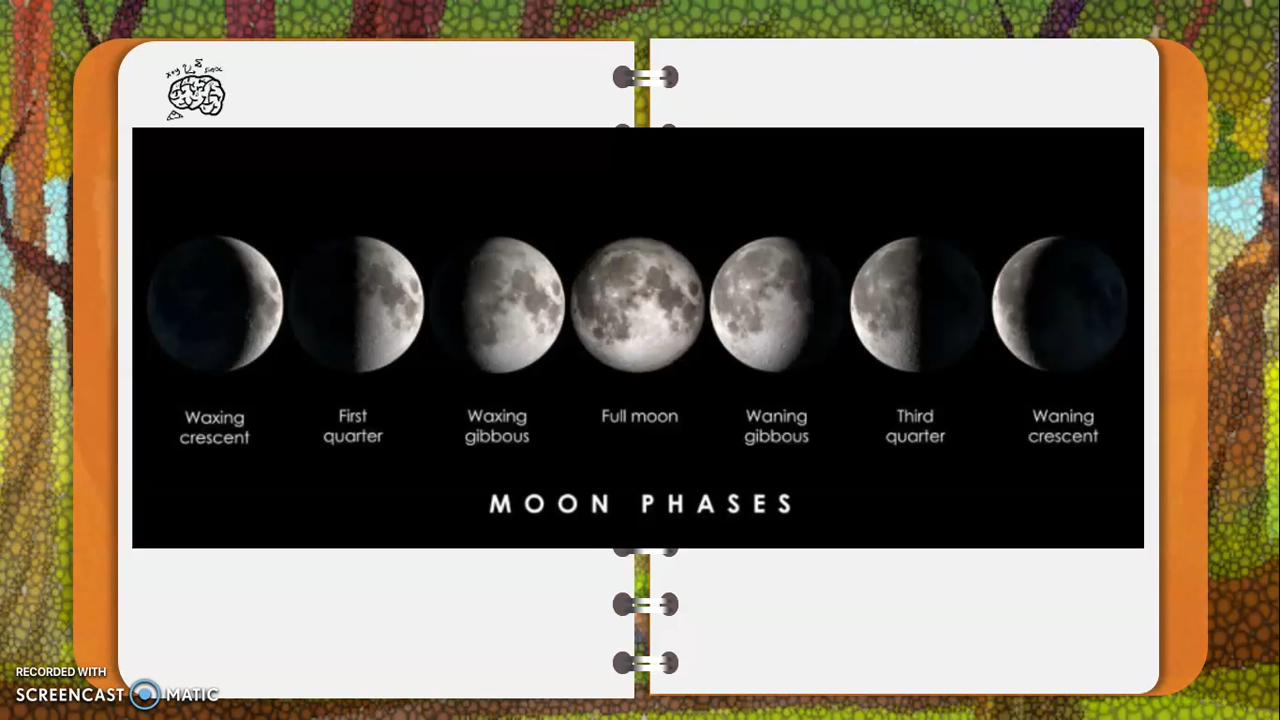 Waxing
crescent
First
quarter
Waxing
gibbous
Full moon
Waning
gibbous
Third
quarter
Waning
crescent
MOON PHASES
RECORDED WITH
SCREENCAST MATIC